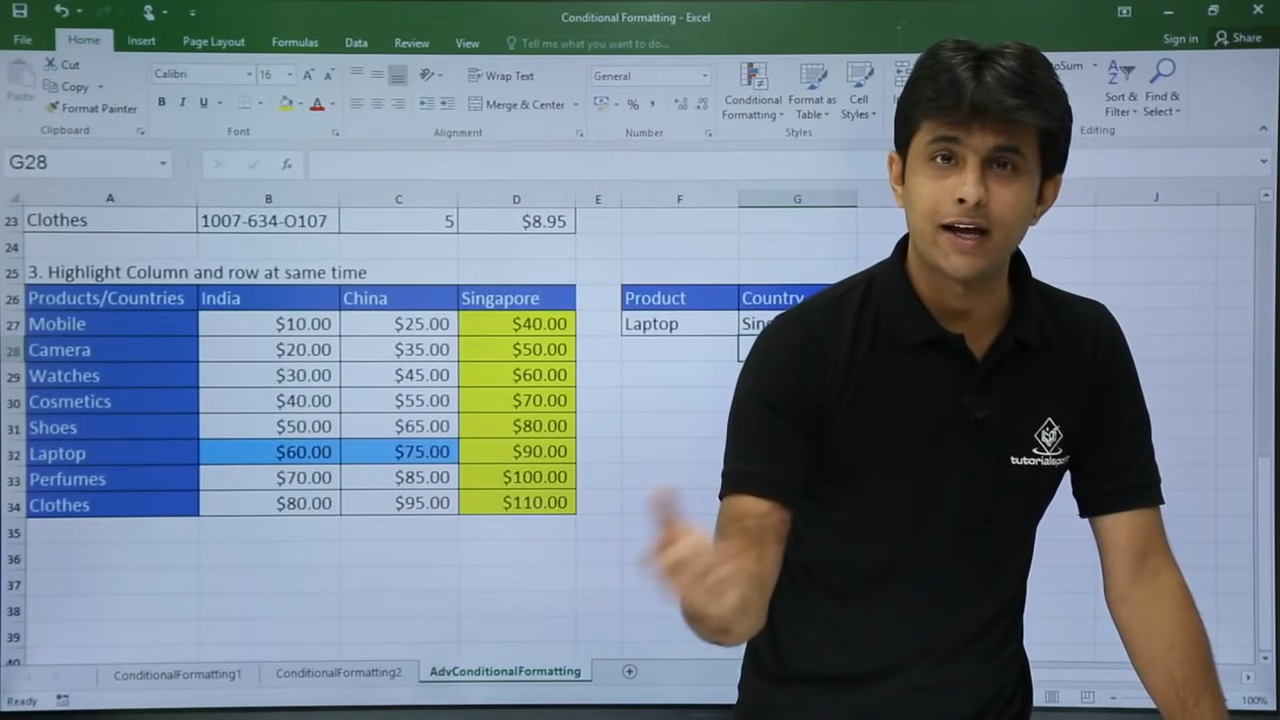 Conditional Formatting - Excel
File Home Insert Page Layout Formulas Data Review View Tell me what you want to do... Sign in Share
Cut
Copy
Format Painter
Paste
Clipboard
Calibri 16 A A
B I U A
Font
Wrap Text
Merge & Center
Alignment
General
%
Number
Conditional Formatting
Format as Table
Cell Styles
Styles
Sort & Filter
Find & Select
Editing
G28 fx
A B C D E F G J
23 Clothes 1007-634-O107 5 $8.95
24
25 3. Highlight Column and row at same time
26 Products/Countries India China Singapore Product Country
27 Mobile $10.00 $25.00 $40.00 Laptop
28 Camera $20.00 $35.00 $50.00
29 Watches $30.00 $45.00 $60.00
30 Cosmetics $40.00 $55.00 $70.00
31 Shoes $50.00 $65.00 $80.00
32 Laptop $60.00 $75.00 $90.00
33 Perfumes $70.00 $85.00 $100.00
34 Clothes $80.00 $95.00 $110.00
35
36
37
38
39
40
ConditionalFormatting1 ConditionalFormatting2 AdvConditionalFormatting
Ready 100%